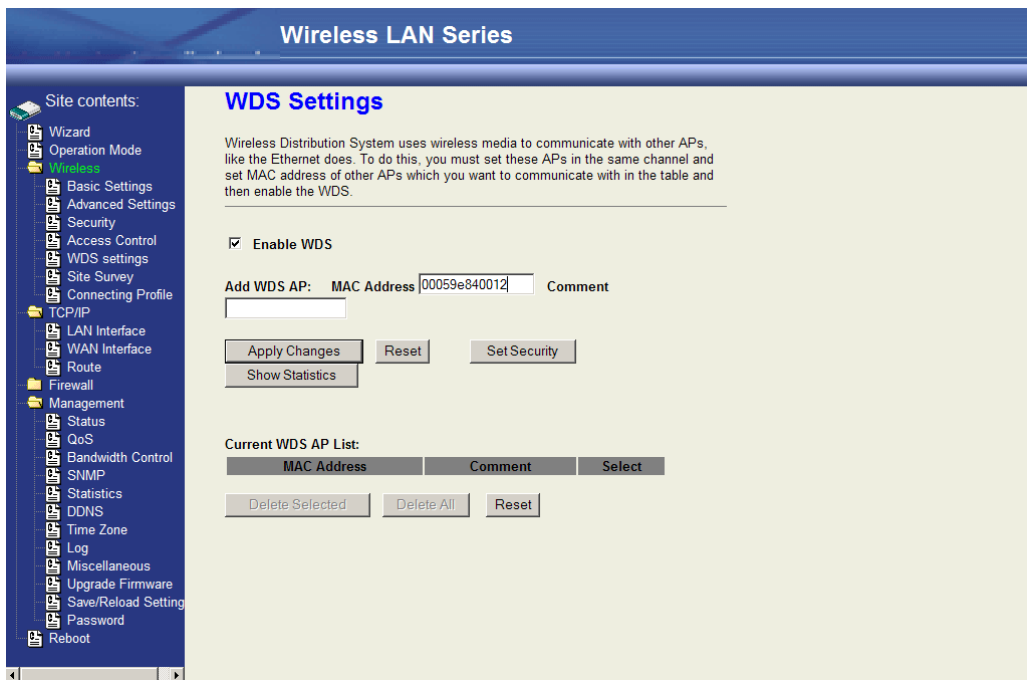 Wireless LAN Series
Site contents:
Wizard
Operation Mode
Wireless
Basic Settings
Advanced Settings
Security
Access Control
WDS settings
Site Survey
Connecting Profile
TCP/IP
LAN Interface
WAN Interface
Route
Firewall
Management
Status
QoS
Bandwidth Control
SNMP
Statistics
DDNS
Time Zone
Log
Miscellaneous
Upgrade Firmware
Save/Reload Setting
Password
Reboot
WDS Settings
Wireless Distribution System uses wireless media to communicate with other APs,
like the Ethernet does. To do this, you must set these APs in the same channel and
set MAC address of other APs which you want to communicate with in the table and
then enable the WDS.
Enable WDS
Add WDS AP: MAC Address 00059e840012 Comment
Apply Changes Reset Set Security
Show Statistics
Current WDS AP List:
MAC Address Comment Select
Delete Selected Delete All Reset